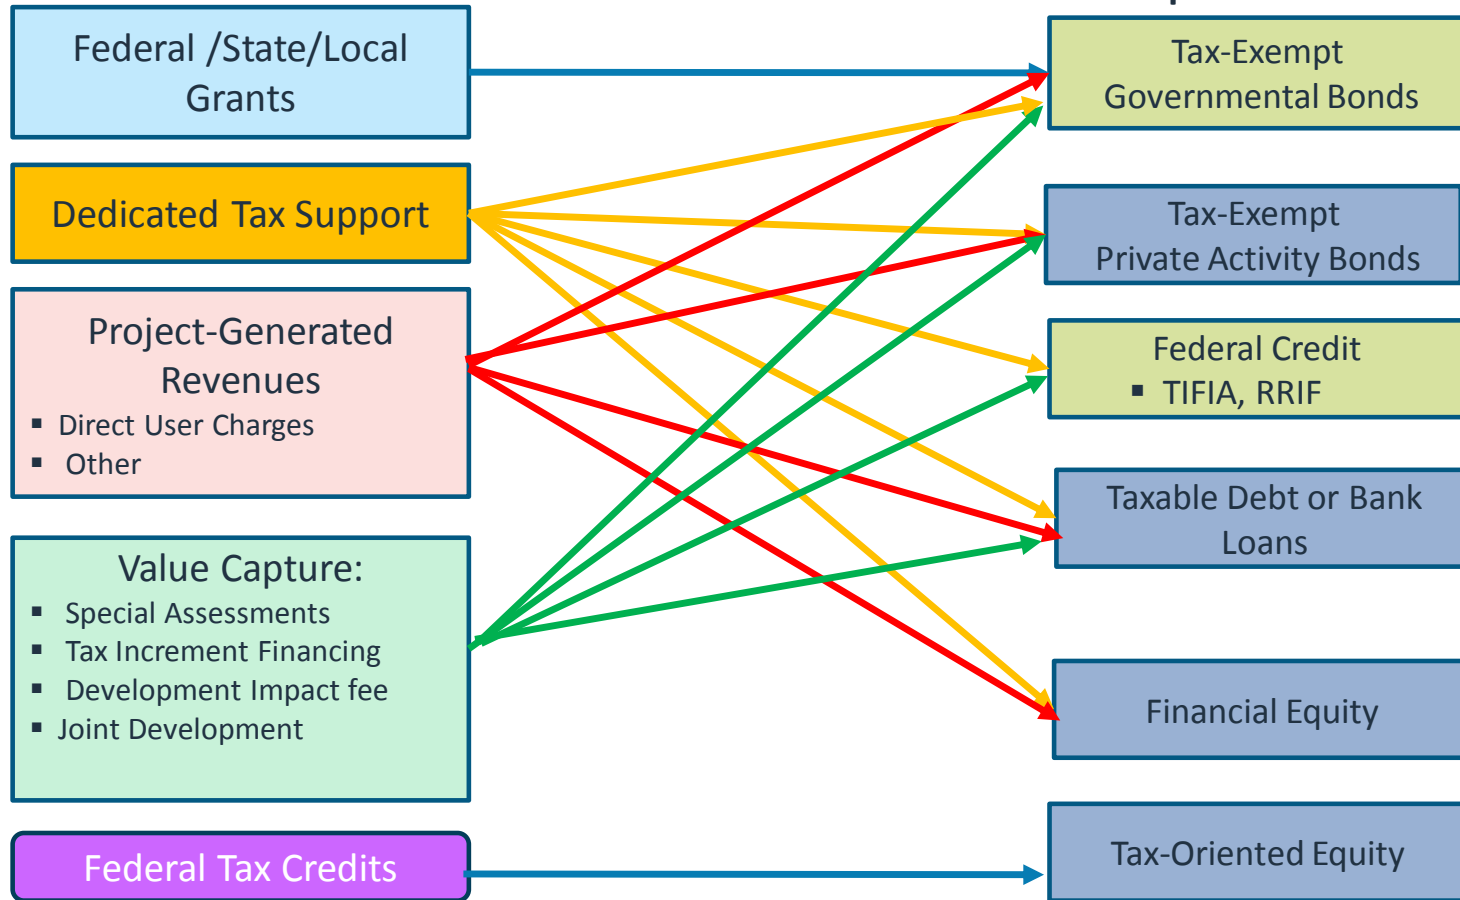 Federal /State/Local
Grants
Dedicated Tax Support
Project-Generated
Revenues
▪ Direct User Charges
▪ Other
Value Capture:
▪ Special Assessments
▪ Tax Increment Financing
▪ Development Impact fee
▪ Joint Development
Federal Tax Credits
Tax-Exempt
Governmental Bonds
Tax-Exempt
Private Activity Bonds
Federal Credit
▪ TIFIA, RRIF
Taxable Debt or Bank
Loans
Financial Equity
Tax-Oriented Equity